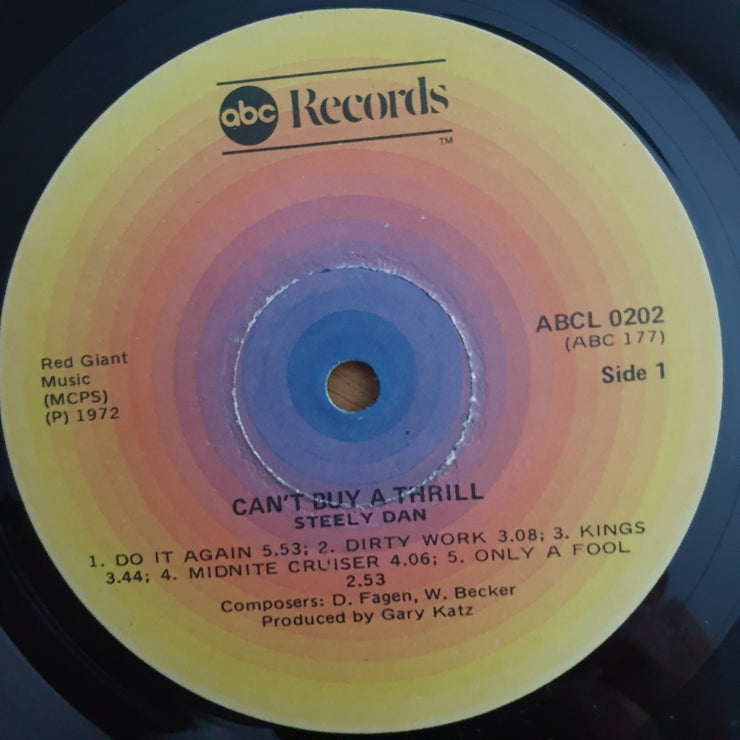 abc Records
TM
ABCL 0202
(ABC 177)
Side 1
Red Giant
Music
(MCPS)
(P) 1972
CAN'T BUY A THRILL
STEELY DAN
1. DO IT AGAIN 5.53; 2. DIRTY WORK 3.08; 3. KINGS
3.44; 4. MIDNITE CRUISER 4.06; 5. ONLY A FOOL
2.53
Composers: D. Fagen, W. Becker
Produced by Gary Katz